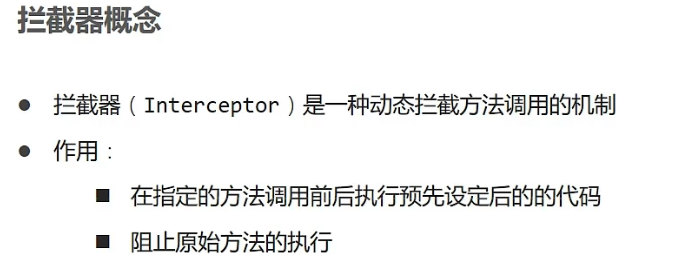 拦截器概念
● 拦截器（Interceptor）是一种动态拦截方法调用的机制
● 作用：
■ 在指定的方法调用前后执行预先设定后的的代码
■ 阻止原始方法的执行